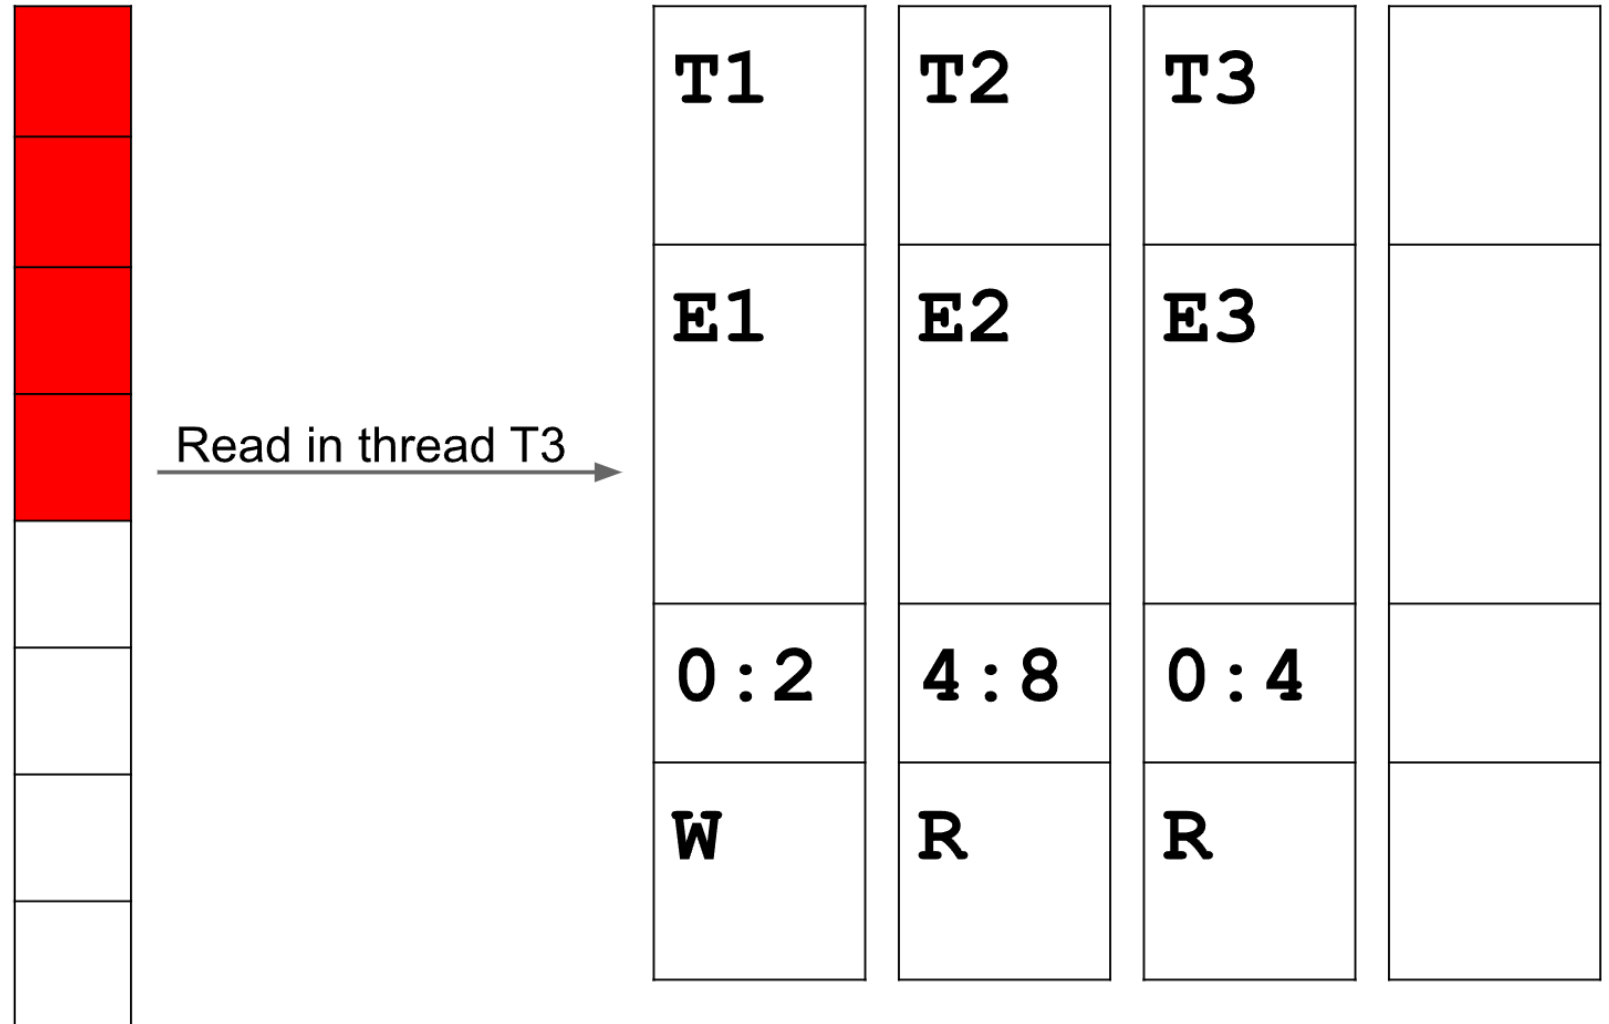 T1 T2 T3
E1 E2 E3
Read in thread T3
0:2 4:8 0:4
W R R